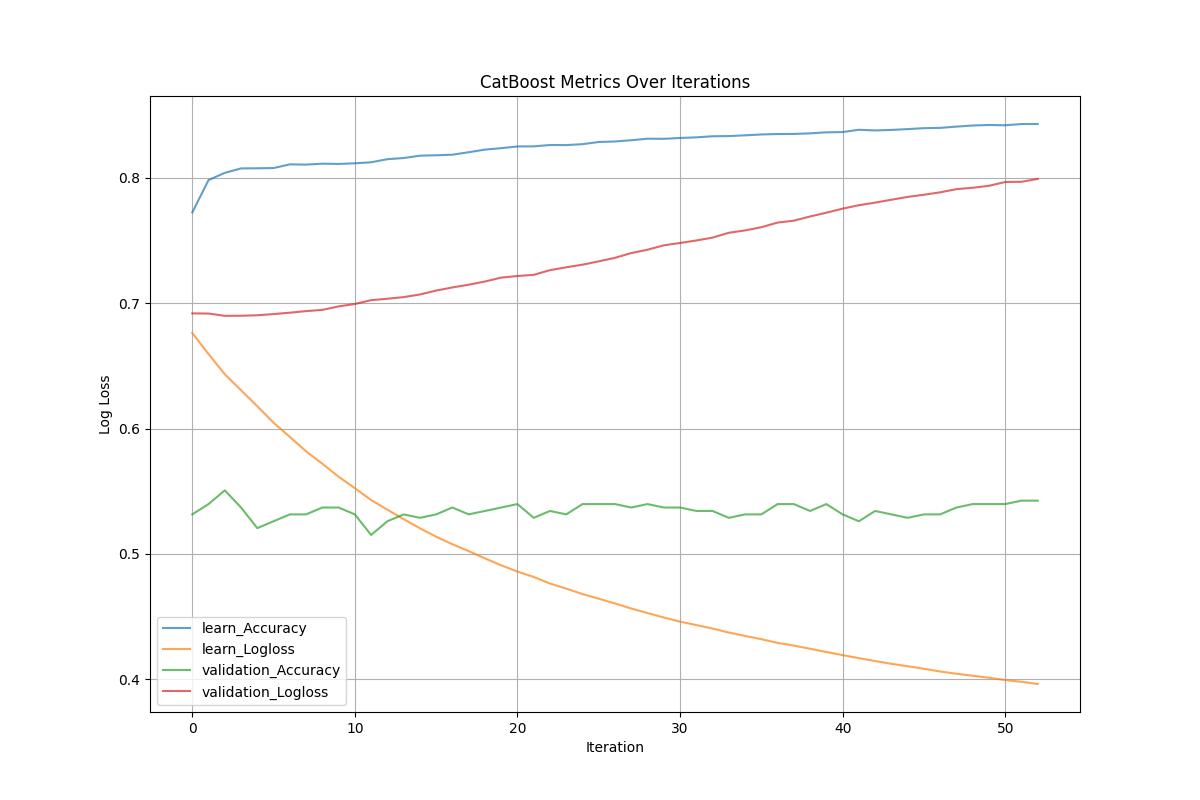 CatBoost Metrics Over Iterations
Log Loss
0.8
0.7
0.6
0.5
0.4
learn_Accuracy
learn_Logloss
validation_Accuracy
validation_Logloss
0 10 20 30 40 50
Iteration